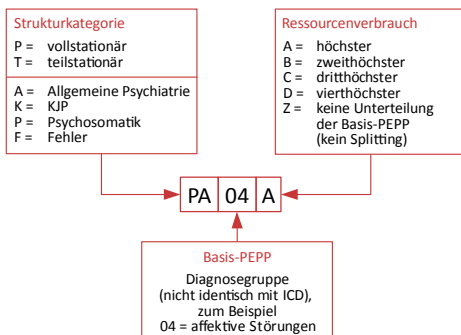 Strukturkategorie
P = vollstationär
T = teilstationär
A = Allgemeine Psychiatrie
K = KJP
P = Psychosomatik
F = Fehler
Ressourcenverbrauch
A = höchster
B = zweithöchster
C = dritthöchster
D = vierthöchster
Z = keine Unterteilung
der Basis-PEPP
(kein Splitting)
PA 04 A
Basis-PEPP
Diagnosegruppe
(nicht identisch mit ICD),
zum Beispiel
04 = affektive Störungen